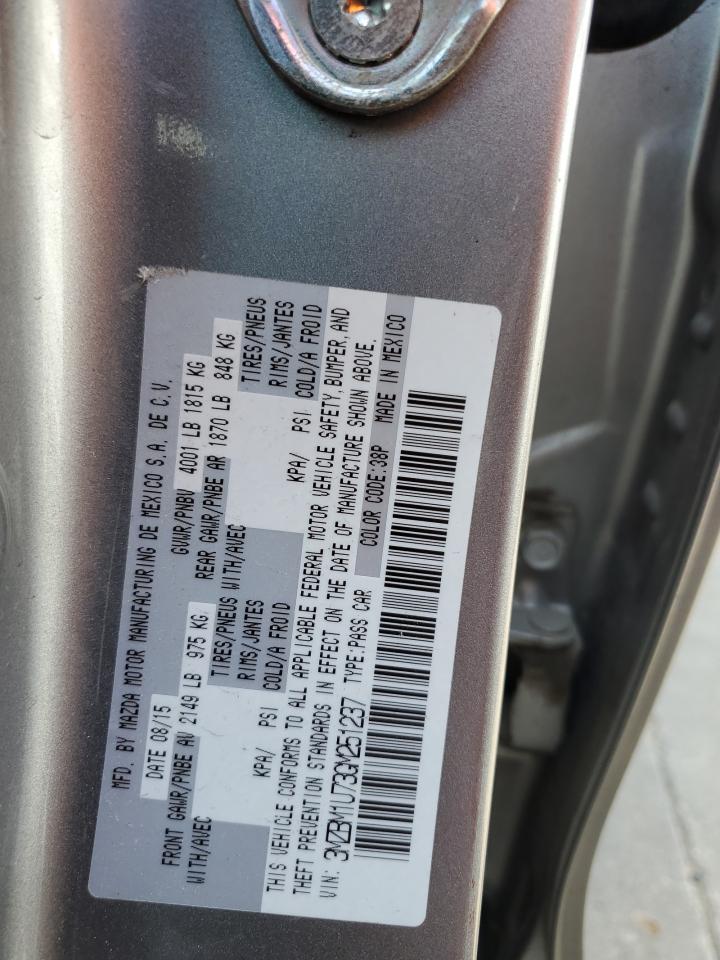 MFD. BY MAZDA MOTOR MANUFACTURING DE MEXICO S.A. DE C.V.
DATE 08/15 GVWR/PNBV 4001 LB 1815 KG
FRONT GAWR/PNBE AV 2149 LB 975 KG REAR GAWR/PNBE AR 1870 LB 848 KG
WITH/AVEC TIRES/PNEUS WITH/AVEC TIRES/PNEUS
RIMS/JANTES RIMS/JANTES
KPA/ PSI COLD/A FROID KPA/ PSI COLD/A FROID
THIS VEHICLE CONFORMS TO ALL APPLICABLE FEDERAL MOTOR VEHICLE SAFETY, BUMPER, AND
THEFT PREVENTION STANDARDS IN EFFECT ON THE DATE OF MANUFACTURE SHOWN ABOVE.
VIN: 3MZBM1U73GM251237 TYPE:PASS CAR COLOR CODE:38P MADE IN MEXICO